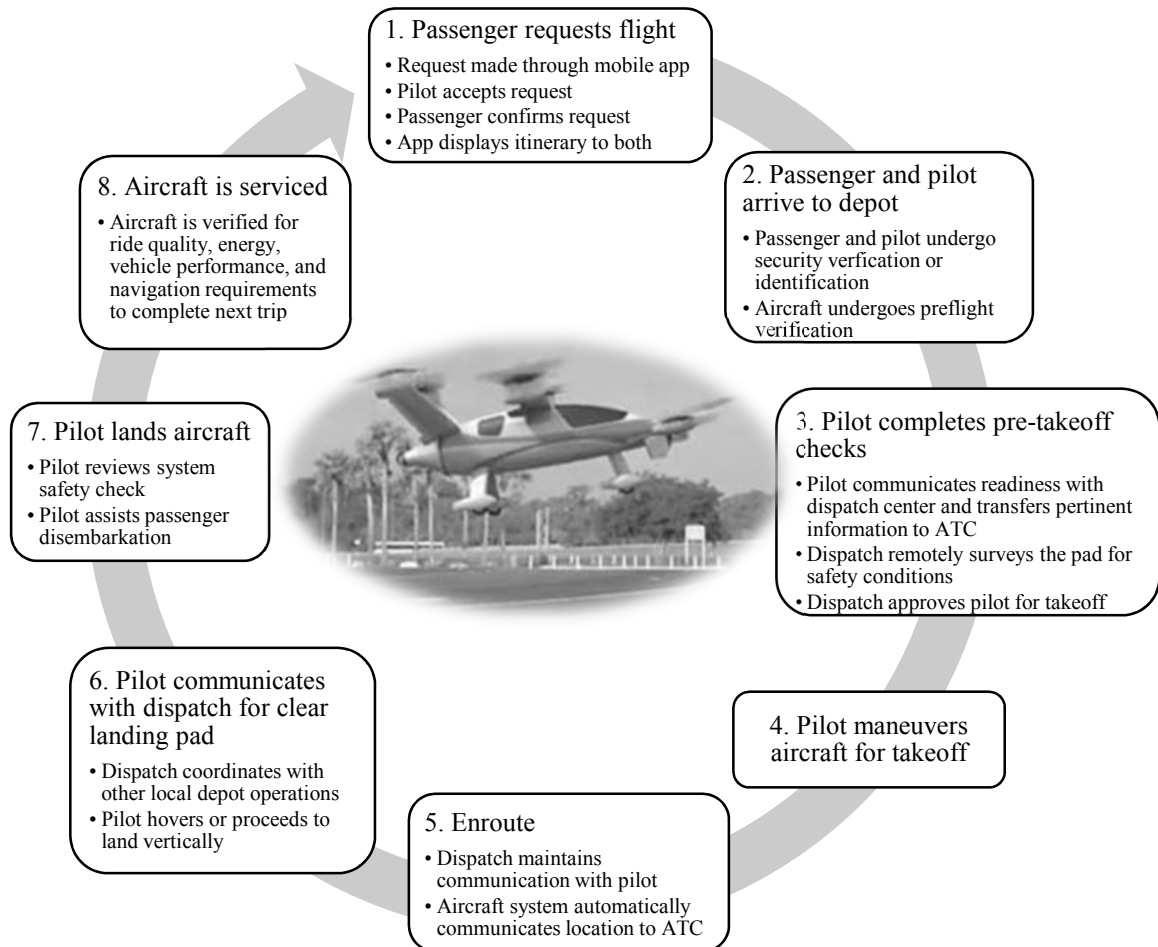 1. Passenger requests flight
• Request made through mobile app
• Pilot accepts request
• Passenger confirms request
• App displays itinerary to both
2. Passenger and pilot
arrive to depot
• Passenger and pilot undergo
security verfication or
identification
• Aircraft undergoes preflight
verification
3. Pilot completes pre-takeoff
checks
• Pilot communicates readiness with
dispatch center and transfers pertinent
information to ATC
• Dispatch remotely surveys the pad for
safety conditions
• Dispatch approves pilot for takeoff
4. Pilot maneuvers
aircraft for takeoff
5. Enroute
• Dispatch maintains
communication with pilot
• Aircraft system automatically
communicates location to ATC
6. Pilot communicates
with dispatch for clear
landing pad
• Dispatch coordinates with
other local depot operations
• Pilot hovers or proceeds to
land vertically
7. Pilot lands aircraft
• Pilot reviews system
safety check
• Pilot assists passenger
disembarkation
8. Aircraft is serviced
• Aircraft is verified for
ride quality, energy,
vehicle performance, and
navigation requirements
to complete next trip